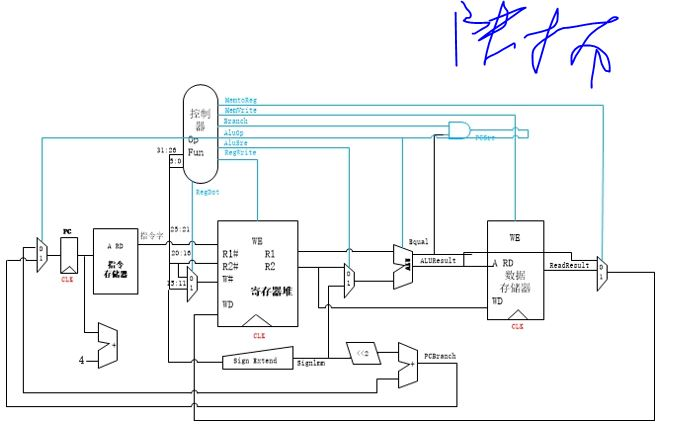 MemtoReg
MemWrite
Branch
AluOp
AluSre
RegWrite
控制
器
Op
Fun
31:26
5:0
PCSrc
RegDst
PC
0
1
CLK
A RD
指令
存储器
指令字
25:21
20:16
15:11
0
1
WE
R1# R1
R2# R2
W#
WD
寄存器堆
CLK
0
1
ALU
Equal
ALUResult
WE
A RD
数据
存储器
WD
CLK
ReadResult
0
1
4
+
Sign Extend
SignImm
<<2
+
PCBranch